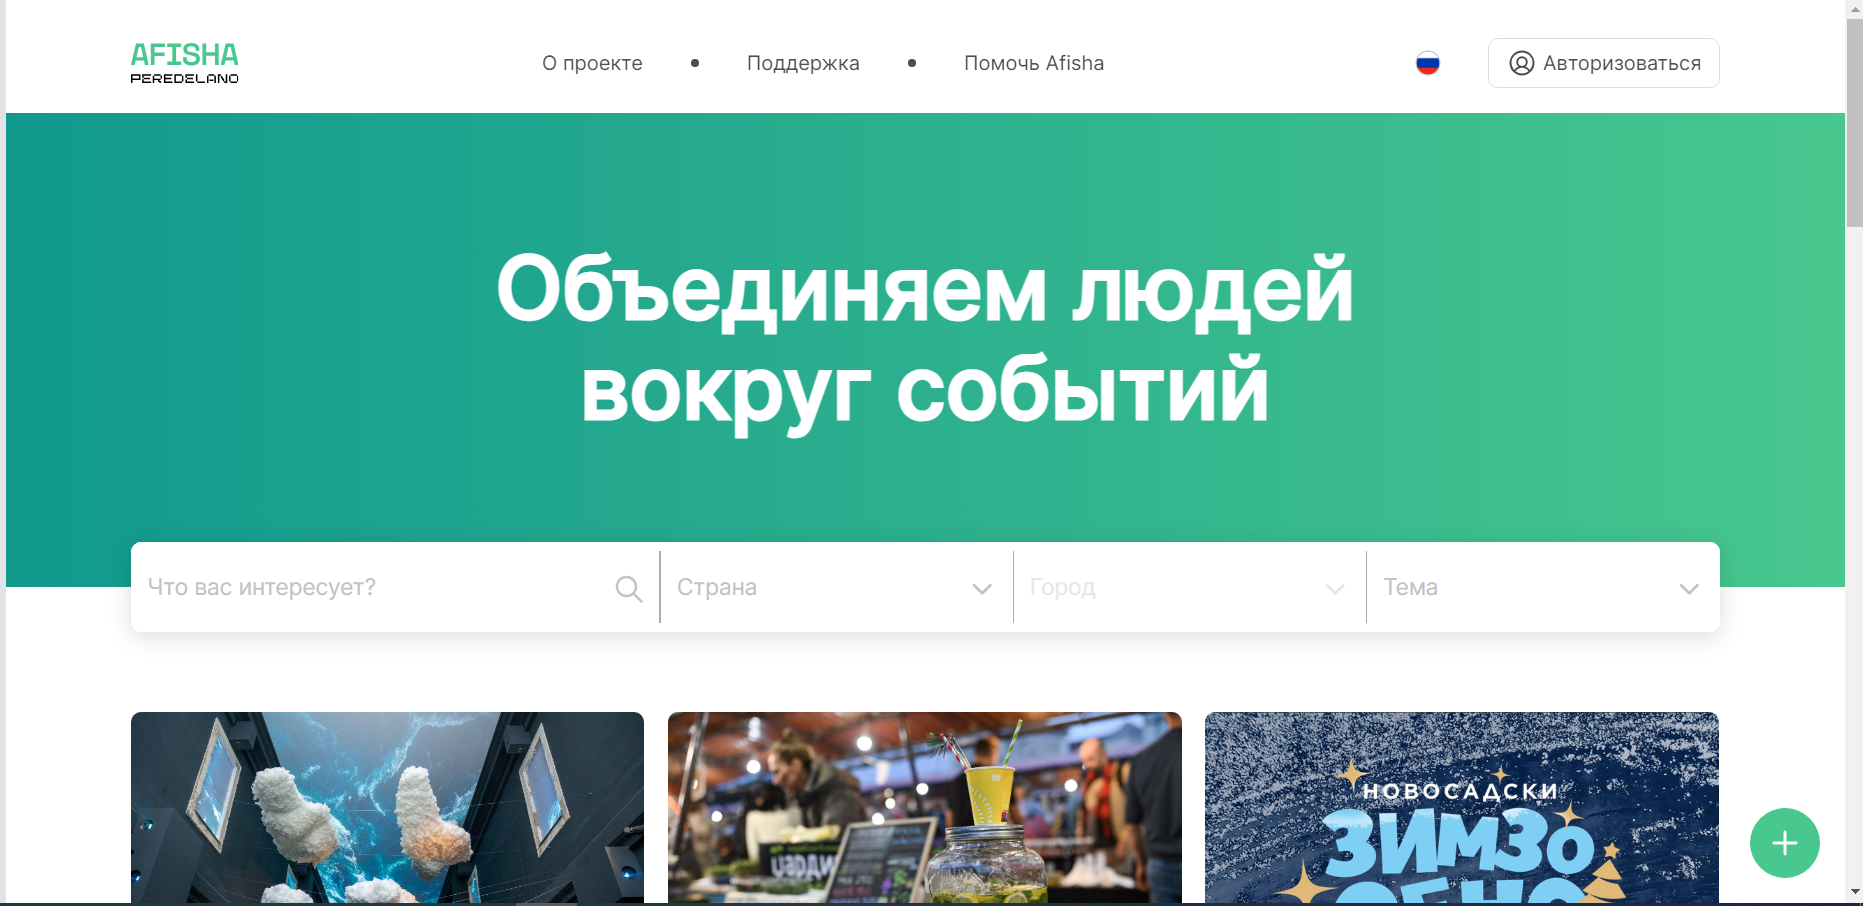 AFISHA
PEREDELANO
О проекте • Поддержка • Помочь Afisha
Авторизоваться
Объединяем людей
вокруг событий
Что вас интересует?
Страна
Город
Тема
НОВОСАДСКИ
ЗИМЗО